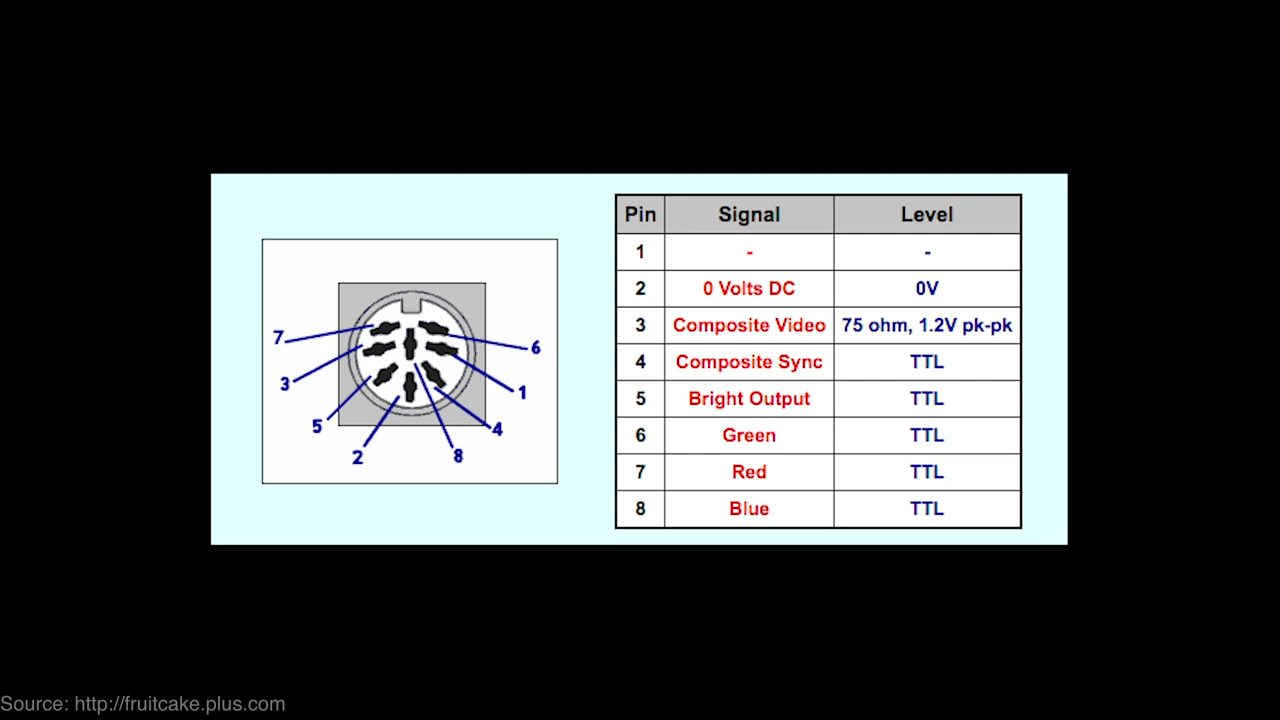 7
3
5
2
8
4
1
6
Pin Signal Level
1 - -
2 0 Volts DC 0V
3 Composite Video 75 ohm, 1.2V pk-pk
4 Composite Sync TTL
5 Bright Output TTL
6 Green TTL
7 Red TTL
8 Blue TTL
Source: http://fruitcake.plus.com